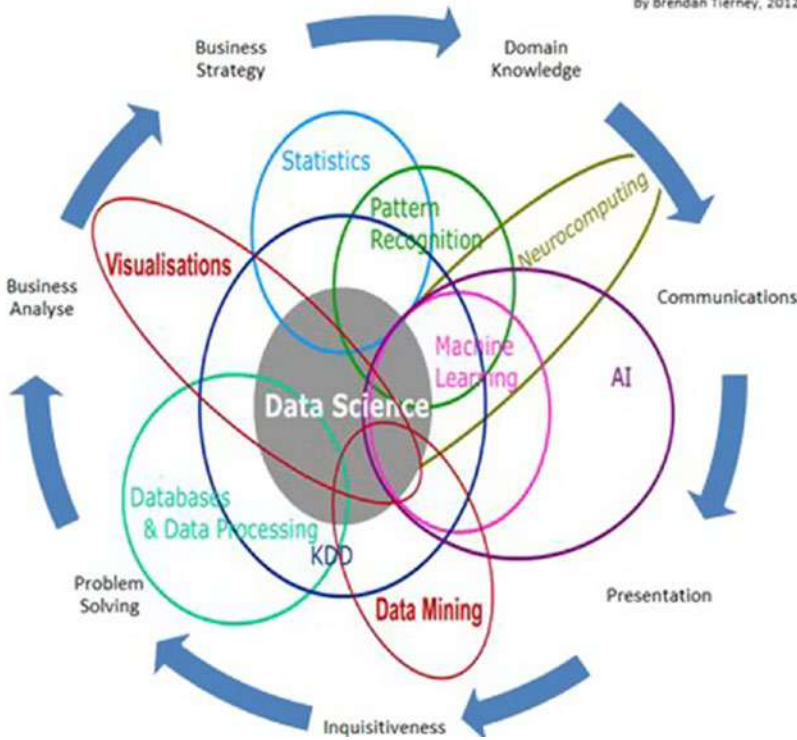 By Brendan Tierney, 2012
Business
Strategy
Domain
Knowledge
Statistics
Pattern
Recognition
Neurocomputing
Visualisations
Business
Analyse
Communications
Machine
Learning
AI
Data Science
Databases
& Data Processing
KDD
Problem
Solving
Data Mining
Presentation
Inquisitiveness